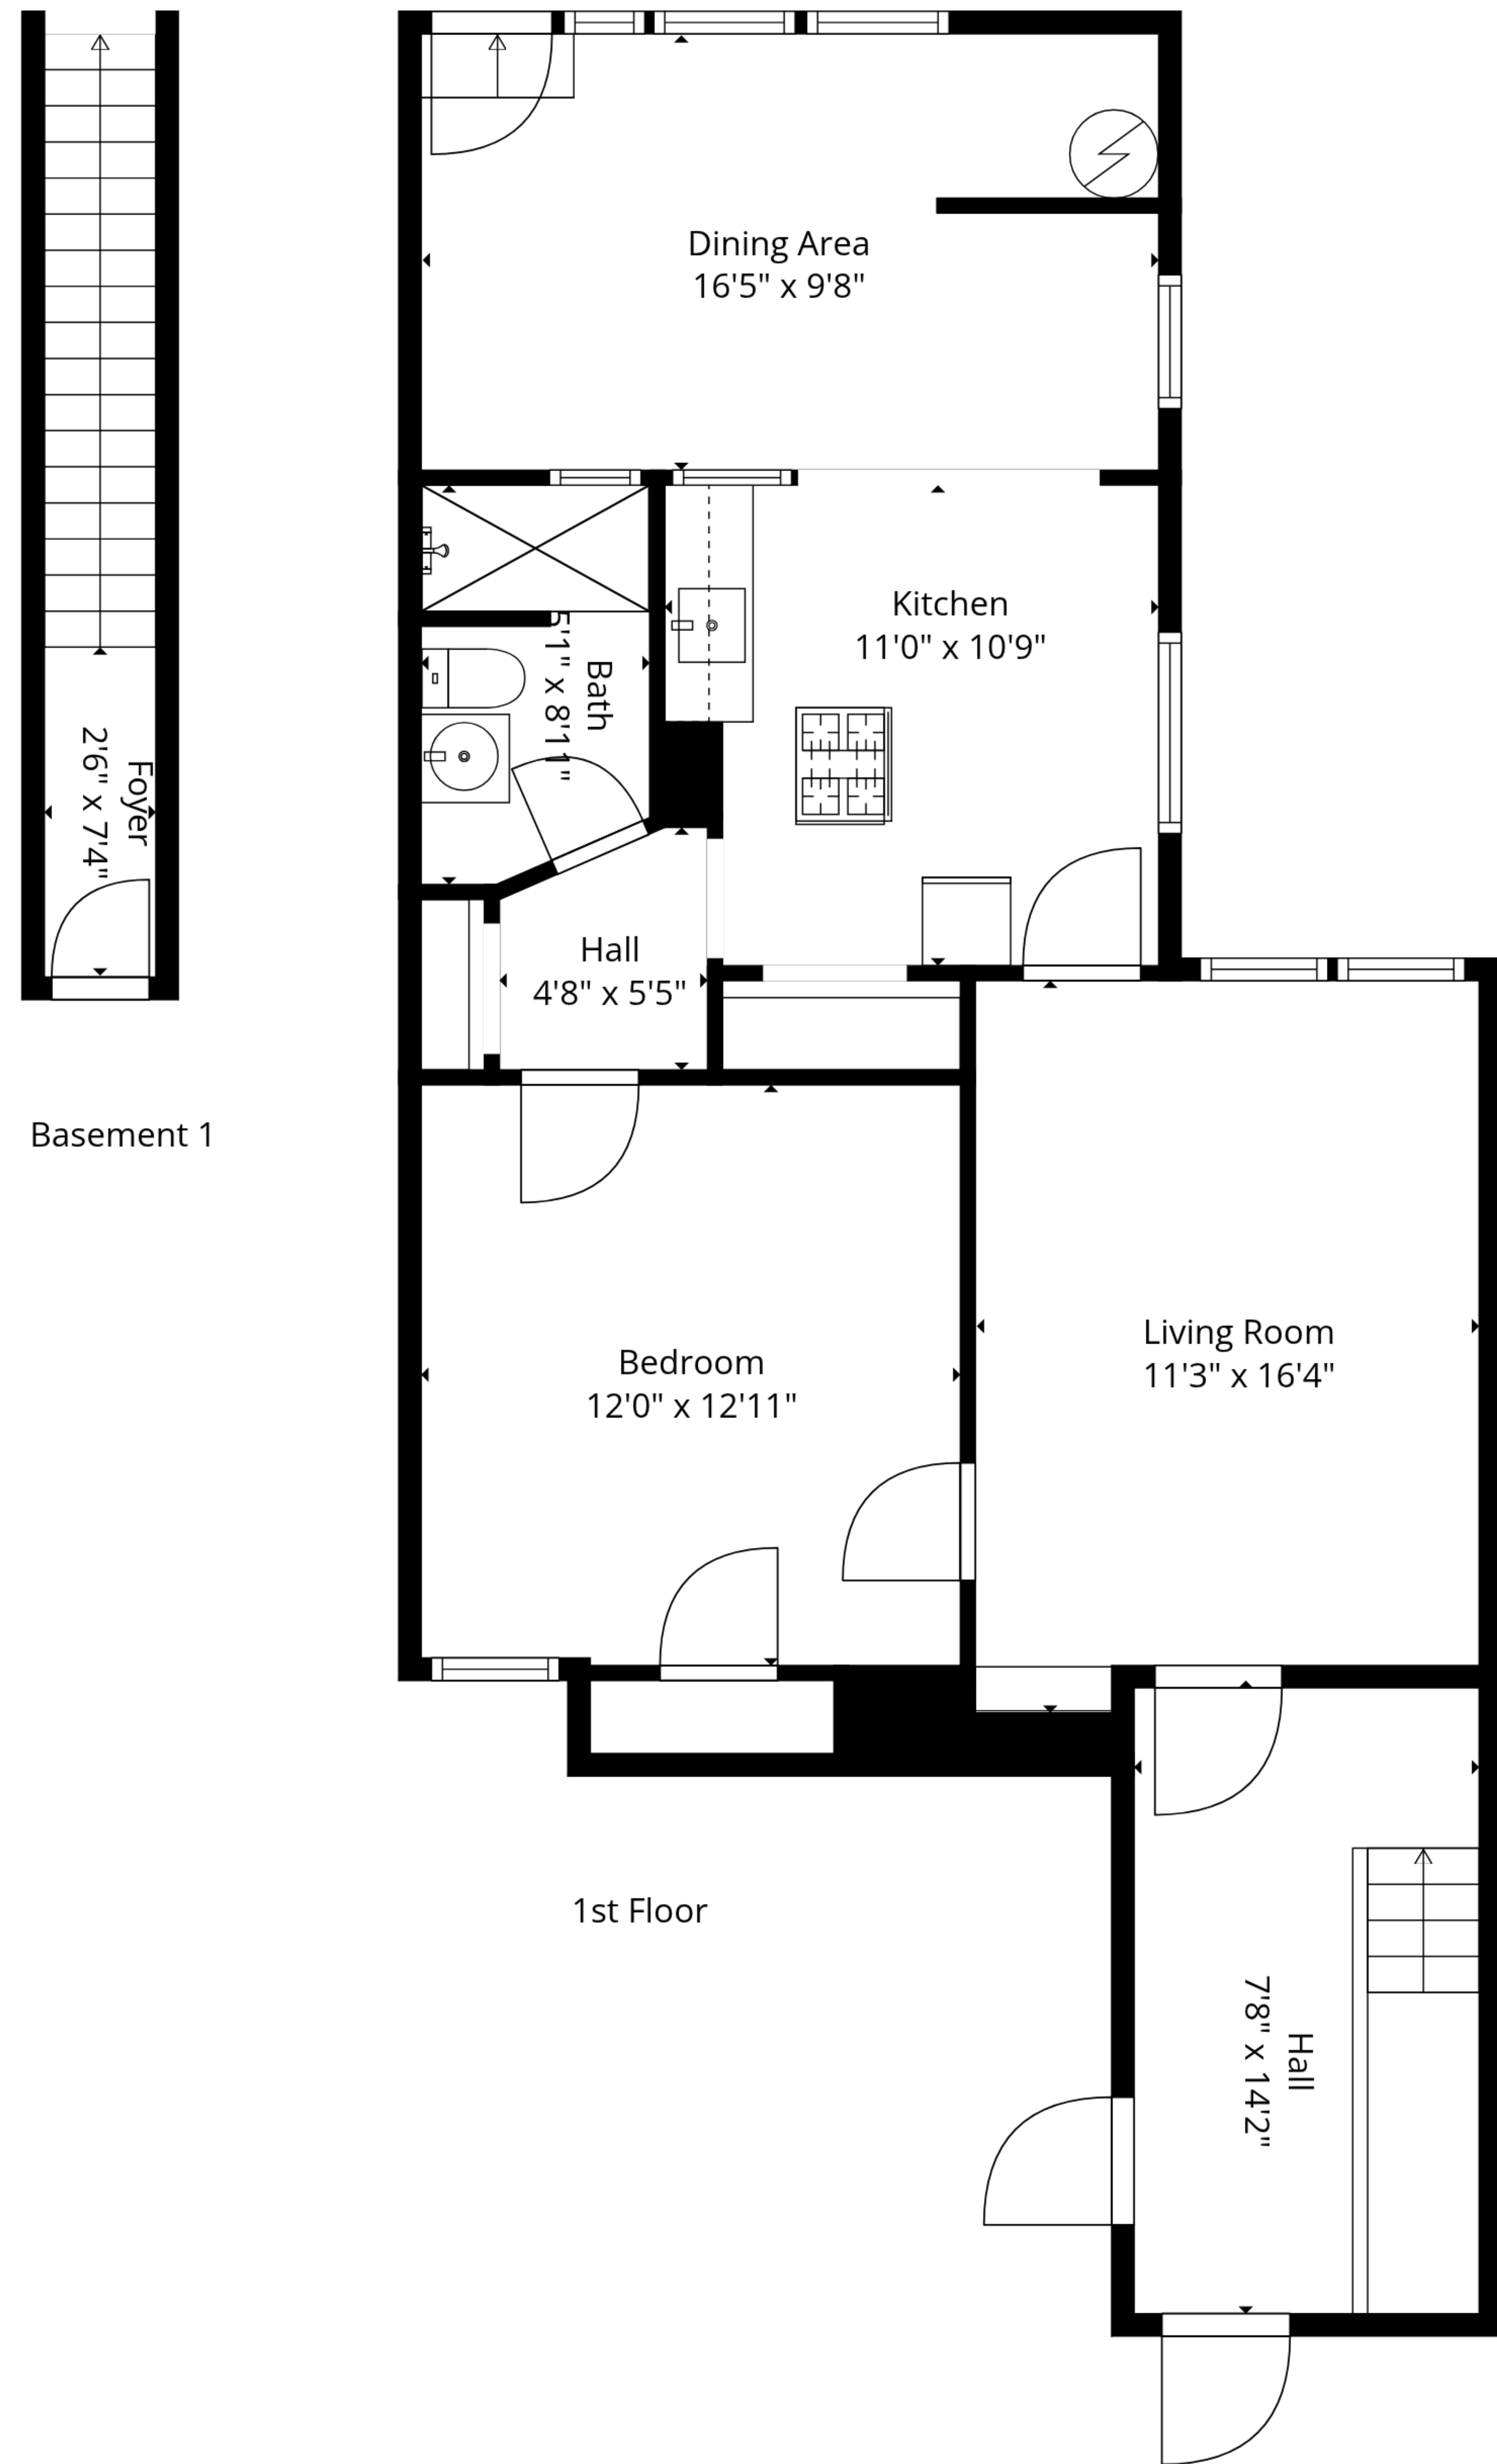 Dining Area
16'5" x 9'8"
Kitchen
11'0" x 10'9"
Bath
5'1" x 8'11"
Foyer
2'6" x 7'4"
Hall
4'8" x 5'5"
Basement 1
Living Room
11'3" x 16'4"
Bedroom
12'0" x 12'11"
1st Floor
Hall
7'8" x 14'2"